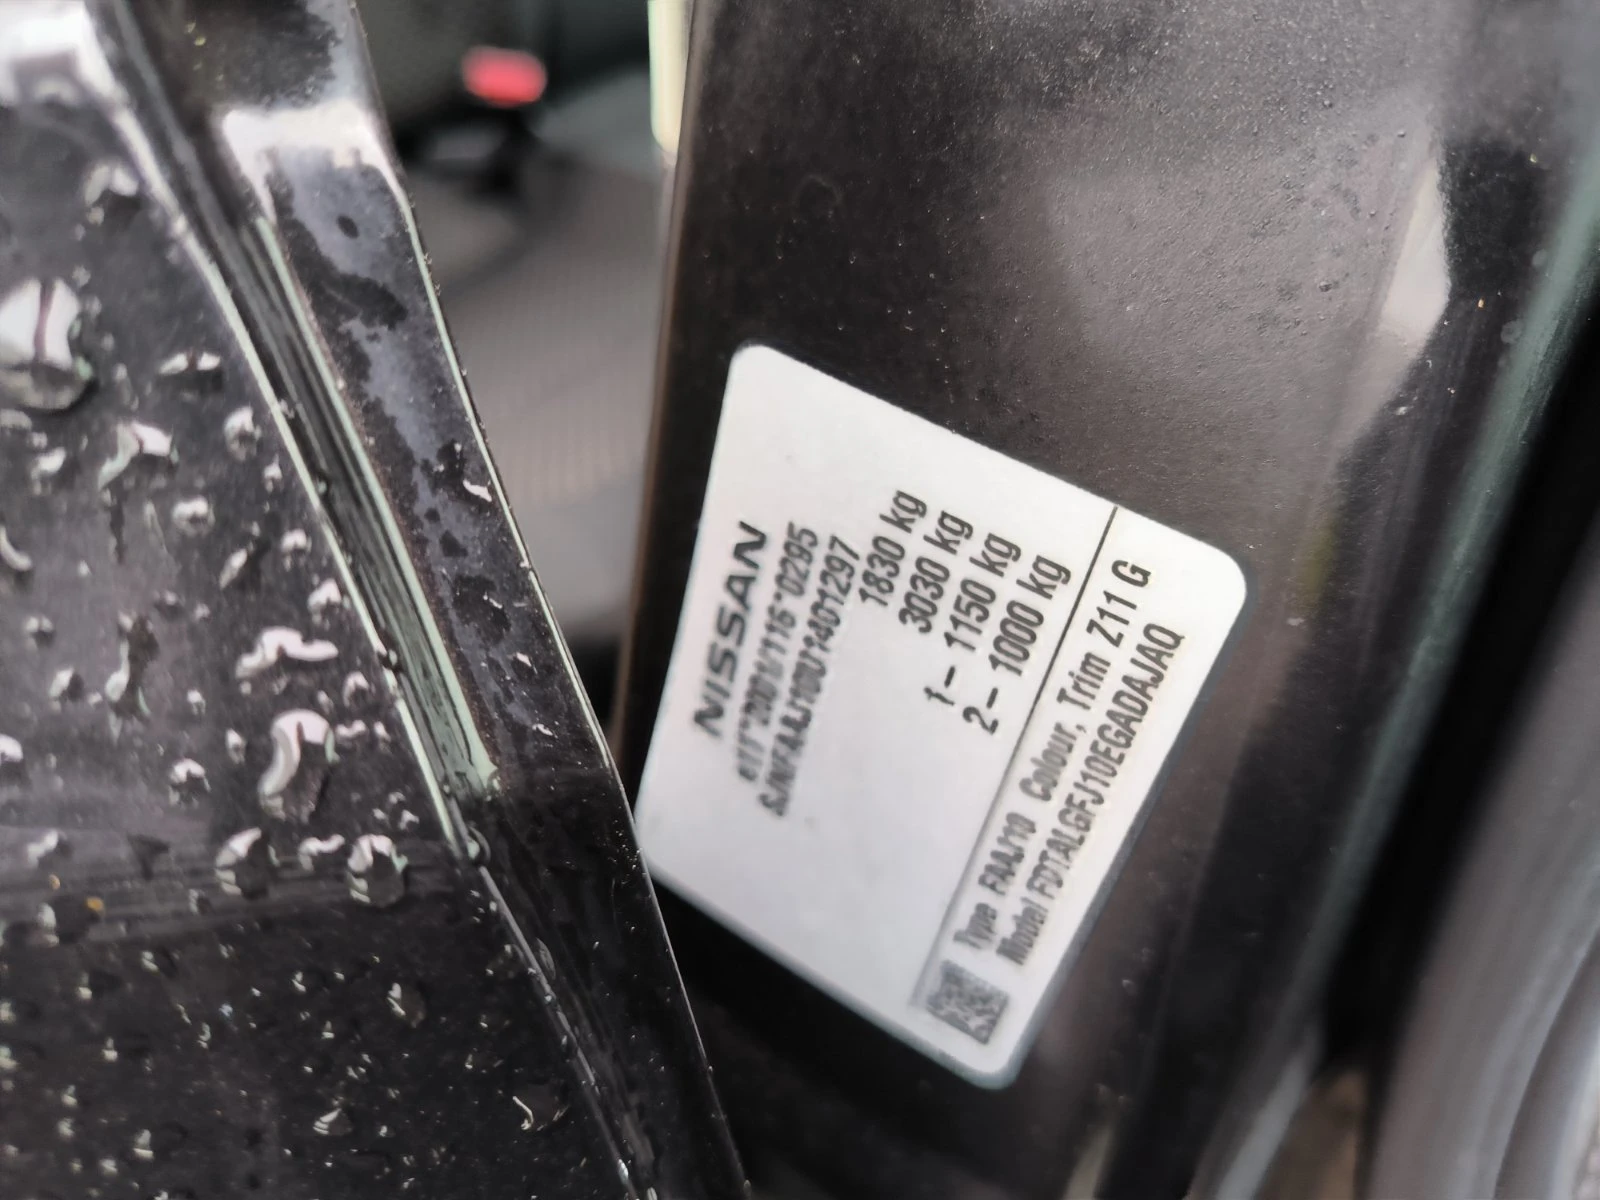 NISSAN
e11*2001/116*0295
SJNFAAJ10U1401297
1830 kg
3030 kg
1– 1150 kg
2– 1000 kg
Type FAAJ10 Colour, Trim Z11 G
Model FDTALGFJ10EGADAJAQ